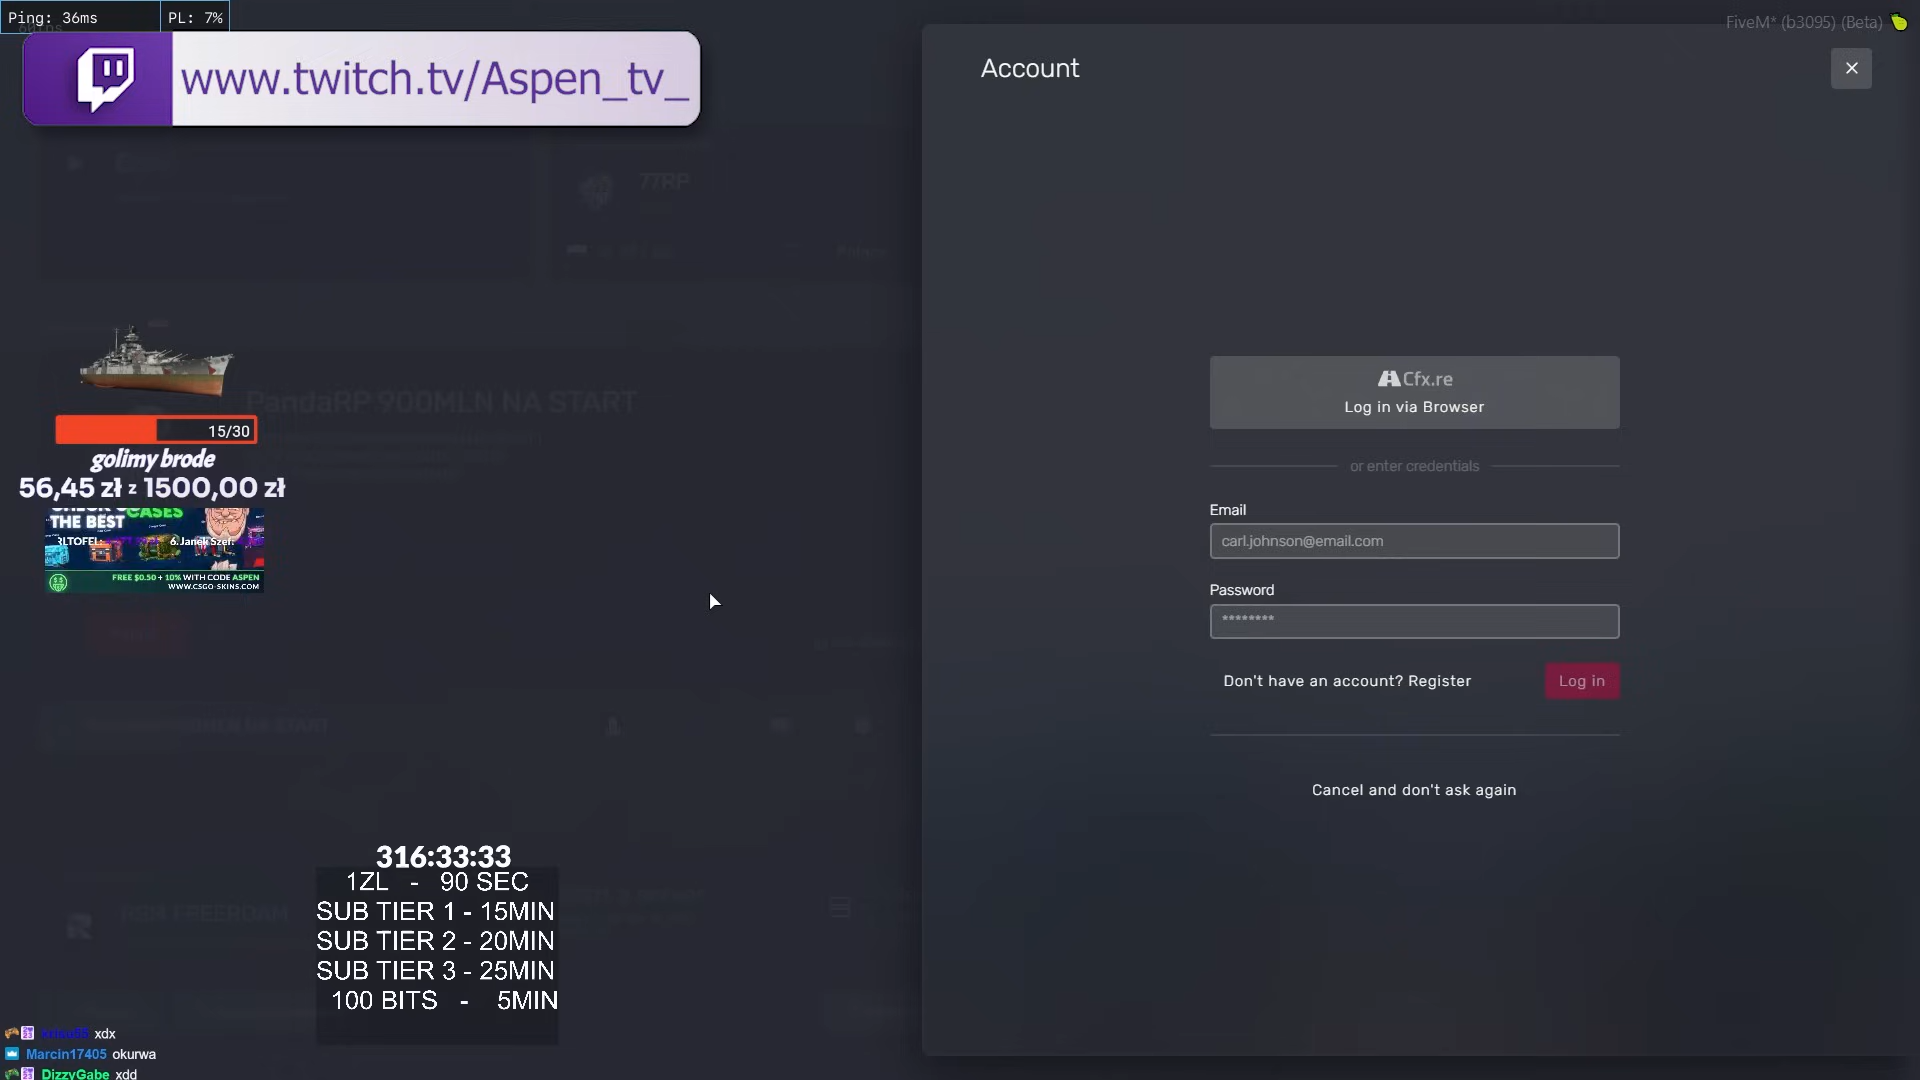 Ping: 36ms
PL: 7%
FiveM* (b3095) (Beta)
www.twitch.tv/Aspen_tv_
Account
77RP
PandaRP 900MLN NA START
15/30
golimy brode
56,45 zł z 1500,00 zł
THE BEST CASES
6. Janek Szef:
FREE $0.50 + 10% WITH CODE ASPEN
WWW.CSGO-SKINS.COM
Cfx.re
Log in via Browser
or enter credentials
Email
carl.johnson@email.com
Password
********
Don't have an account? Register
Log in
Cancel and don't ask again
NA START
316:33:33
1ZL - 90 SEC
SUB TIER 1 - 15MIN
SUB TIER 2 - 20MIN
SUB TIER 3 - 25MIN
100 BITS - 5MIN
xdx
Marcin17405 okurwa
DizzyGabe xdd